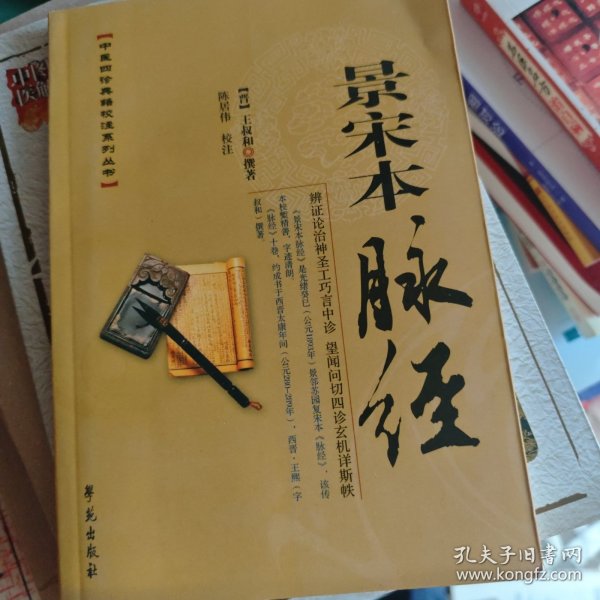 【中医四诊典籍校注系列丛书】
景宋本
脉经
【晋】王叔和 撰著
陈居伟 校注
辨证论治神圣工巧言中诊 望闻问切四诊玄机详斯帙
《景宋本脉经》是光绪癸巳(公元1893年)景邻苏园复宋本《脉经》,该传
本校繁精善,字迹清朗。
《脉经》十卷,约成书于西晋太康年间(公元280-289年),西晋·王熙(字
叔和)撰著
学苑出版社
孔夫子旧书网
www.kongfz.com